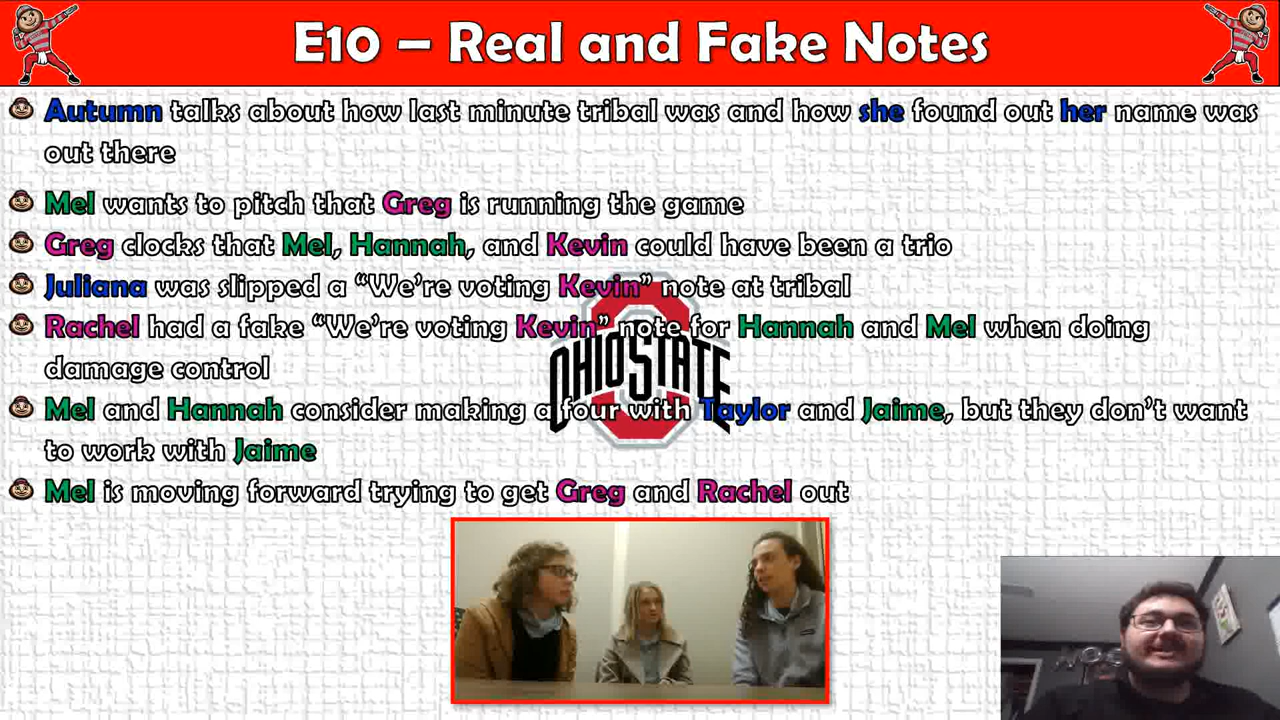 E10 – Real and Fake Notes
Autumn talks about how last minute tribal was and how she found out her name was
out there
Mel wants to pitch that Greg is running the game
Greg clocks that Mel, Hannah, and Kevin could have been a trio
Juliana was slipped a “We’re voting Kevin” note at tribal
Rachel had a fake “We’re voting Kevin” note for Hannah and Mel when doing
damage control
OHIO STATE
Mel and Hannah consider making a four with Taylor and Jaime, but they don’t want
to work with Jaime
Mel is moving forward trying to get Greg and Rachel out